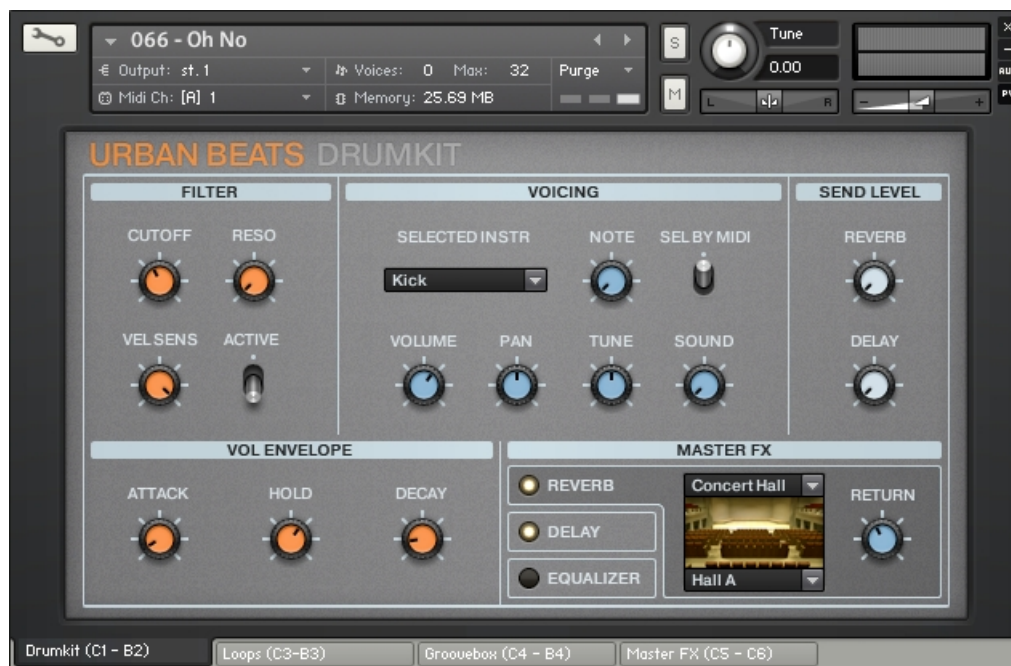 066 - Oh No
Output: st.1
Voices: 0 Max: 32
Purge
Midi Ch: [A] 1
Memory: 25.69 MB
S
M
Tune
0.00
L R
- +
×
-
AU
PV
URBAN BEATS DRUMKIT
FILTER
VOICING
SEND LEVEL
CUTOFF
RESO
SELECTED INSTR
NOTE
SEL BY MIDI
REVERB
Kick
VEL SENS
ACTIVE
VOLUME
PAN
TUNE
SOUND
DELAY
VOL ENVELOPE
MASTER FX
ATTACK
HOLD
DECAY
REVERB
DELAY
EQUALIZER
Concert Hall
Hall A
RETURN
Drumkit (C1 - B2)
Loops (C3-B3)
Groovebox (C4 - B4)
Master FX (C5 - C6)